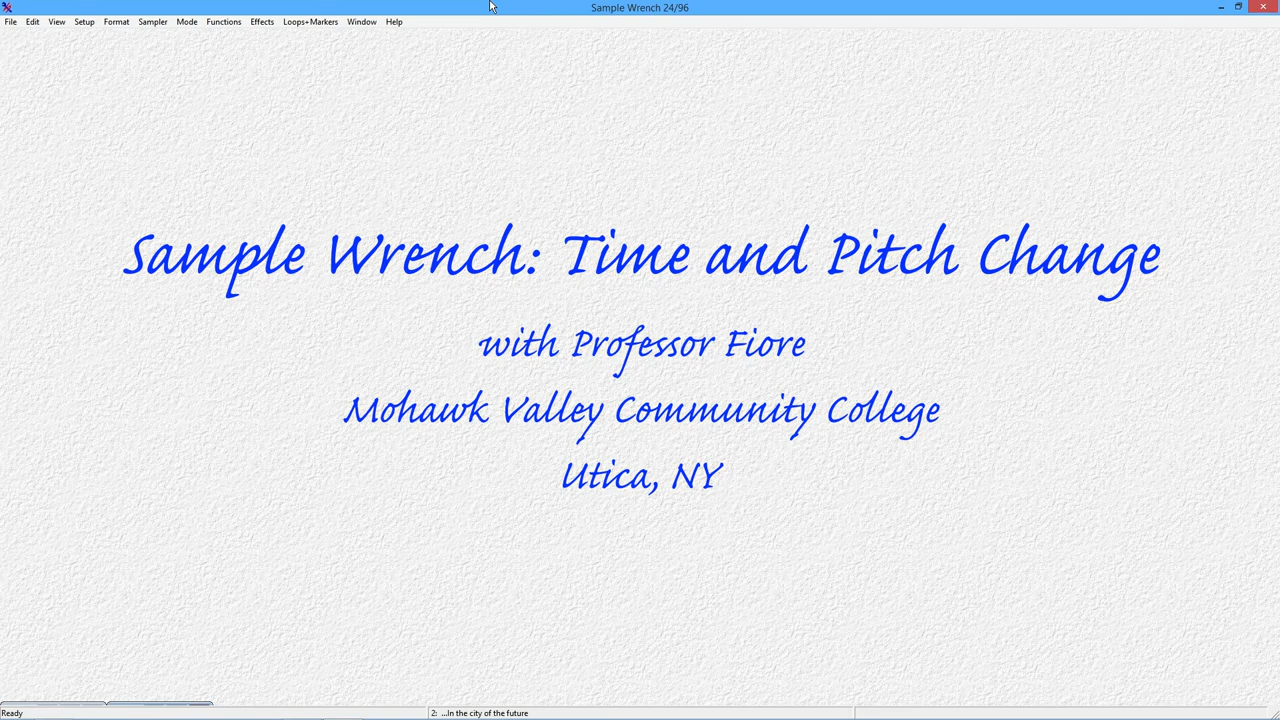 Sample Wrench 24/96
File Edit View Setup Format Sampler Mode Functions Effects Loops+Markers Window Help
Sample Wrench: Time and Pitch Change
with Professor Fiore
Mohawk Valley Community College
Utica, NY
Ready 2: ...In the city of the future